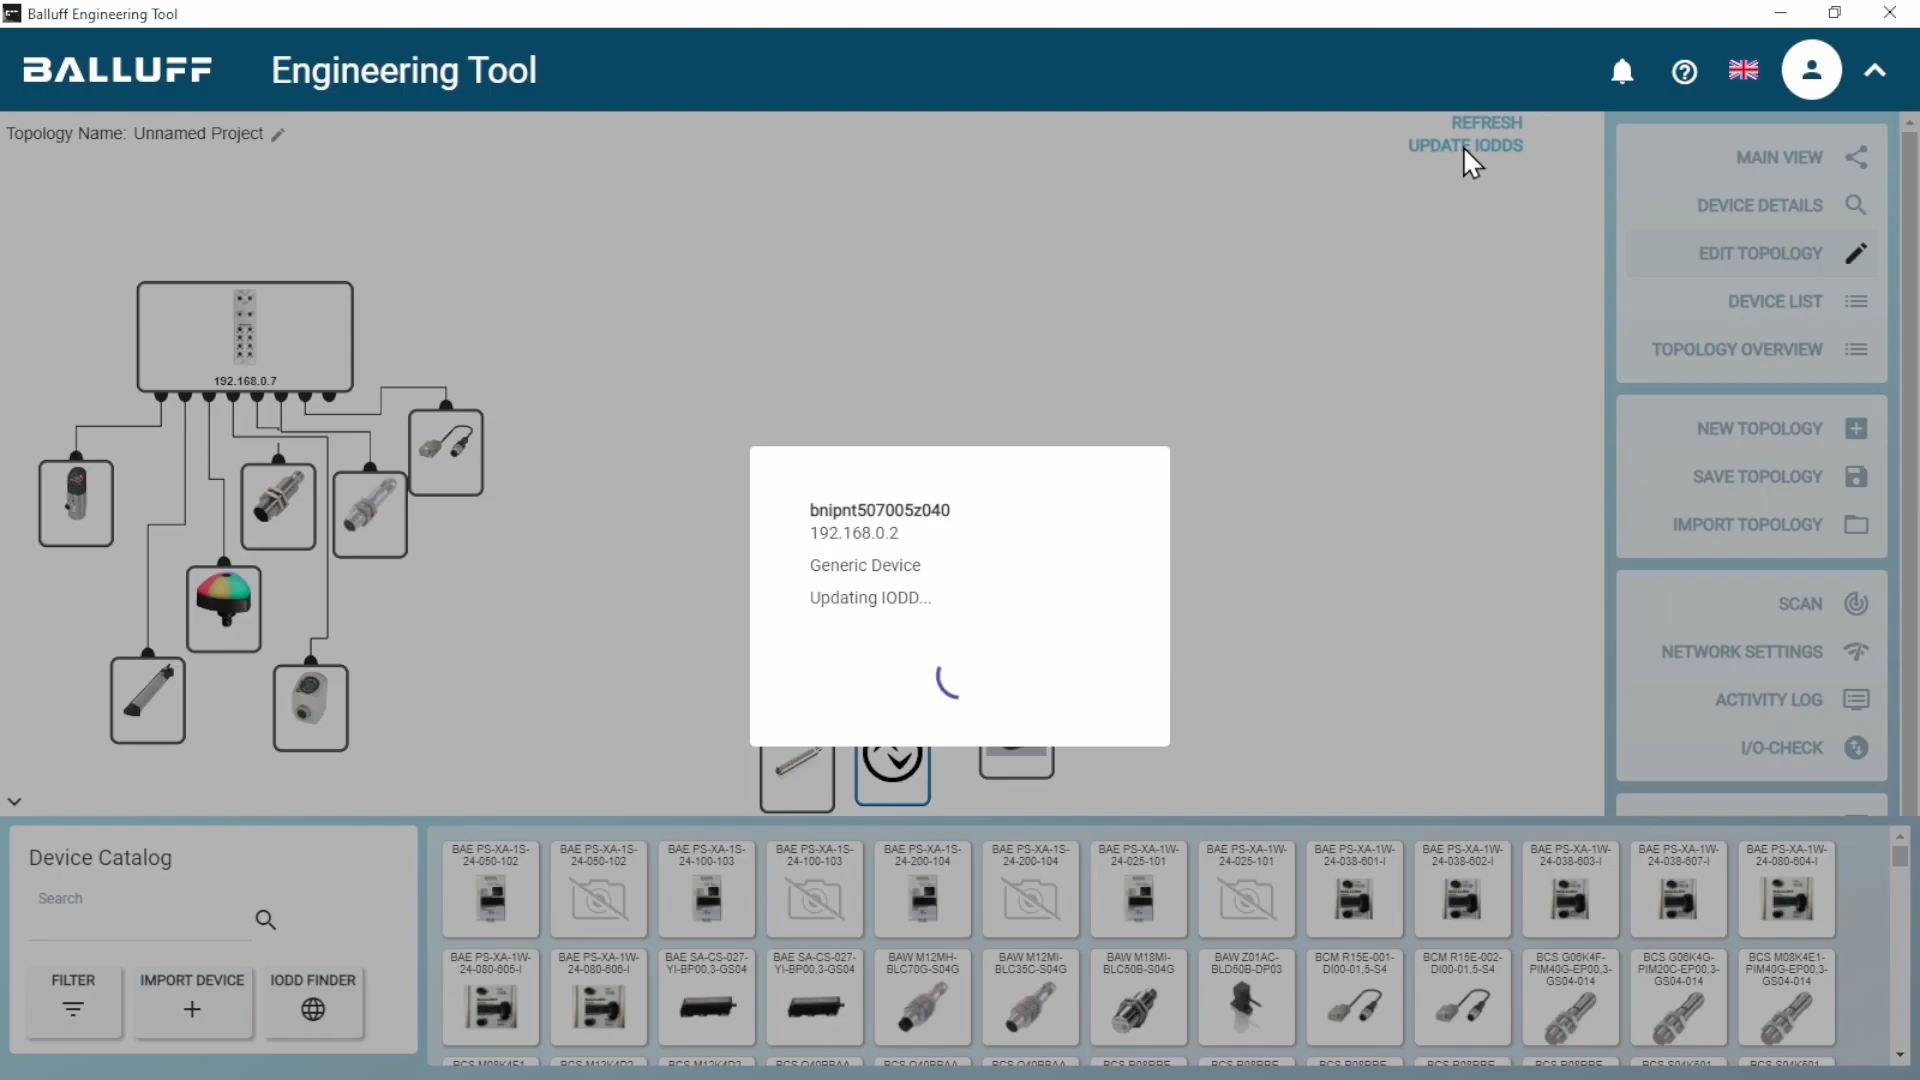 Balluff Engineering Tool
BALLUFF
Engineering Tool
Topology Name: Unnamed Project
REFRESH
UPDATE IODDS
MAIN VIEW
DEVICE DETAILS
EDIT TOPOLOGY
DEVICE LIST
TOPOLOGY OVERVIEW
NEW TOPOLOGY
SAVE TOPOLOGY
IMPORT TOPOLOGY
SCAN
NETWORK SETTINGS
ACTIVITY LOG
I/O-CHECK
192.168.0.7
bnipnt507005z040
192.168.0.2
Generic Device
Updating IODD...
Device Catalog
Search
FILTER
IMPORT DEVICE
IODD FINDER
BAE PS-XA-1S-
24-050-102
BAE PS-XA-1S-
24-050-102
BAE PS-XA-1S-
24-100-103
BAE PS-XA-1S-
24-100-103
BAE PS-XA-1S-
24-200-104
BAE PS-XA-1S-
24-200-104
BAE PS-XA-1W-
24-025-101
BAE PS-XA-1W-
24-025-101
BAE PS-XA-1W-
24-038-601-I
BAE PS-XA-1W-
24-038-602-I
BAE PS-XA-1W-
24-038-603-I
BAE PS-XA-1W-
24-038-607-I
BAE PS-XA-1W-
24-080-604-I
BAE PS-XA-1W-
24-080-605-I
BAE PS-XA-1W-
24-080-606-I
BAE SA-CS-027-
YI-BP00,3-GS04
BAE SA-CS-027-
YI-BP00,3-GS04
BAW M12MH-
BLC70G-S04G
BAW M12MI-
BLC35C-S04G
BAW M18MI-
BLC50B-S04G
BAW Z01AC-
BLD50B-DP03
BCM R15E-001-
DI00-01,5-S4
BCM R15E-002-
DI00-01,5-S4
BCS G06K4F-
PIM40G-EP00,3-
GS04-014
BCS G06K4G-
PIM20C-EP00,3-
GS04-014
BCS M08K4E1-
PIM40G-EP00,3-
GS04-014